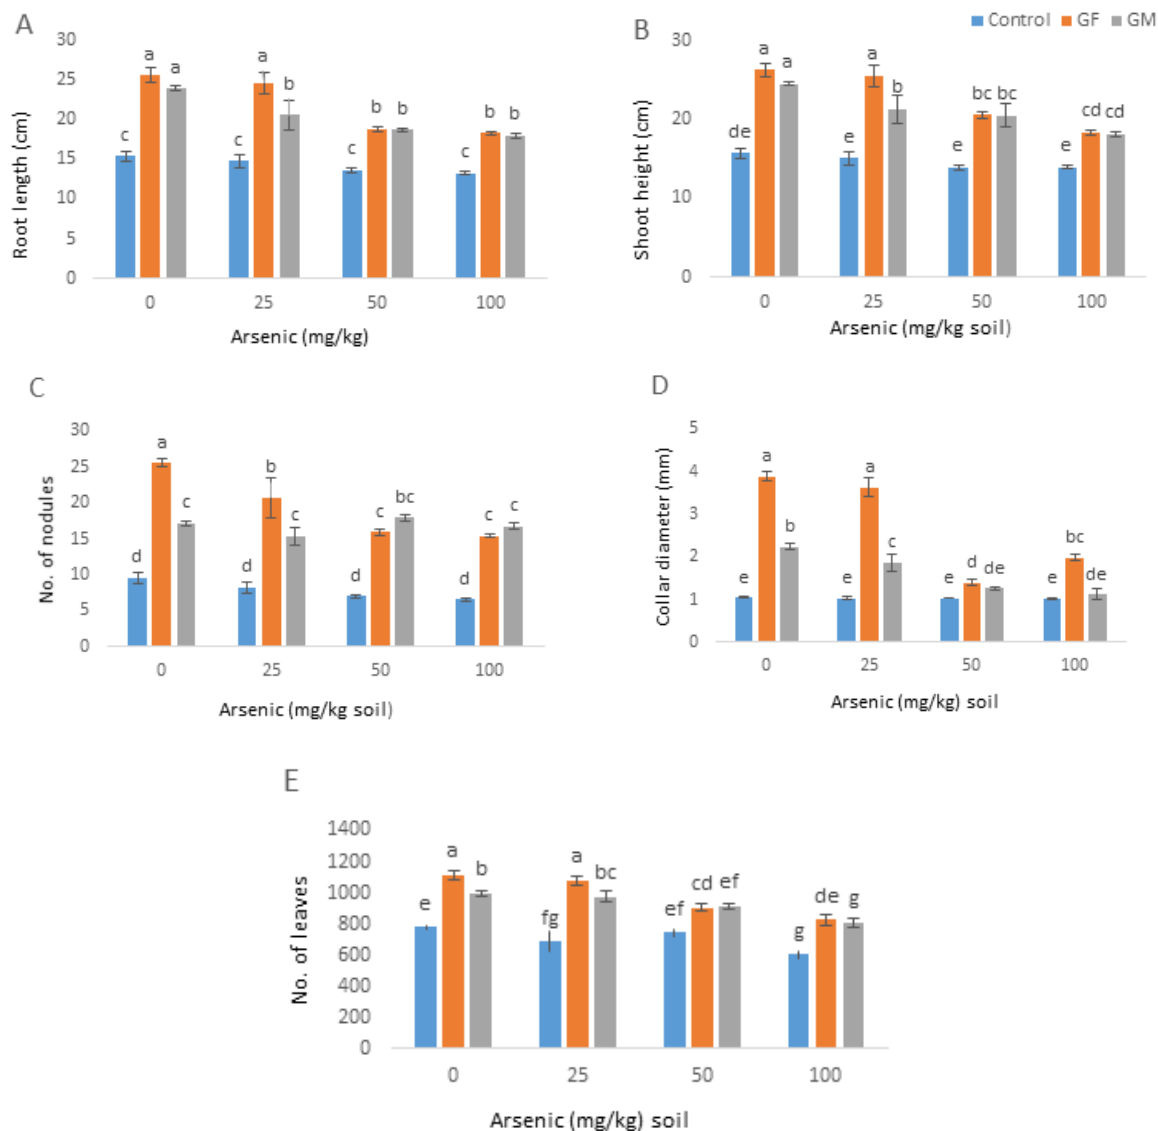 A
B
Control GF GM
30
25
20
15
10
5
0
Root length (cm)
c a a
c a b
c b b
c b b
0 25 50 100
Arsenic (mg/kg)
30
20
10
0
Shoot height (cm)
de a a
e a b
e bc bc
e cd cd
0 25 50 100
Arsenic (mg/kg soil)
C
30
25
20
15
10
5
0
No. of nodules
d a c
d b c
d c bc
d c c
0 25 50 100
Arsenic (mg/kg soil)
D
5
4
3
2
1
0
Collar diameter (mm)
e a b
e a c
e d de
e bc de
0 25 50 100
Arsenic (mg/kg) soil
E
1400
1200
1000
800
600
400
200
0
No. of leaves
e a b
fg a bc
ef cd ef
g de g
0 25 50 100
Arsenic (mg/kg) soil